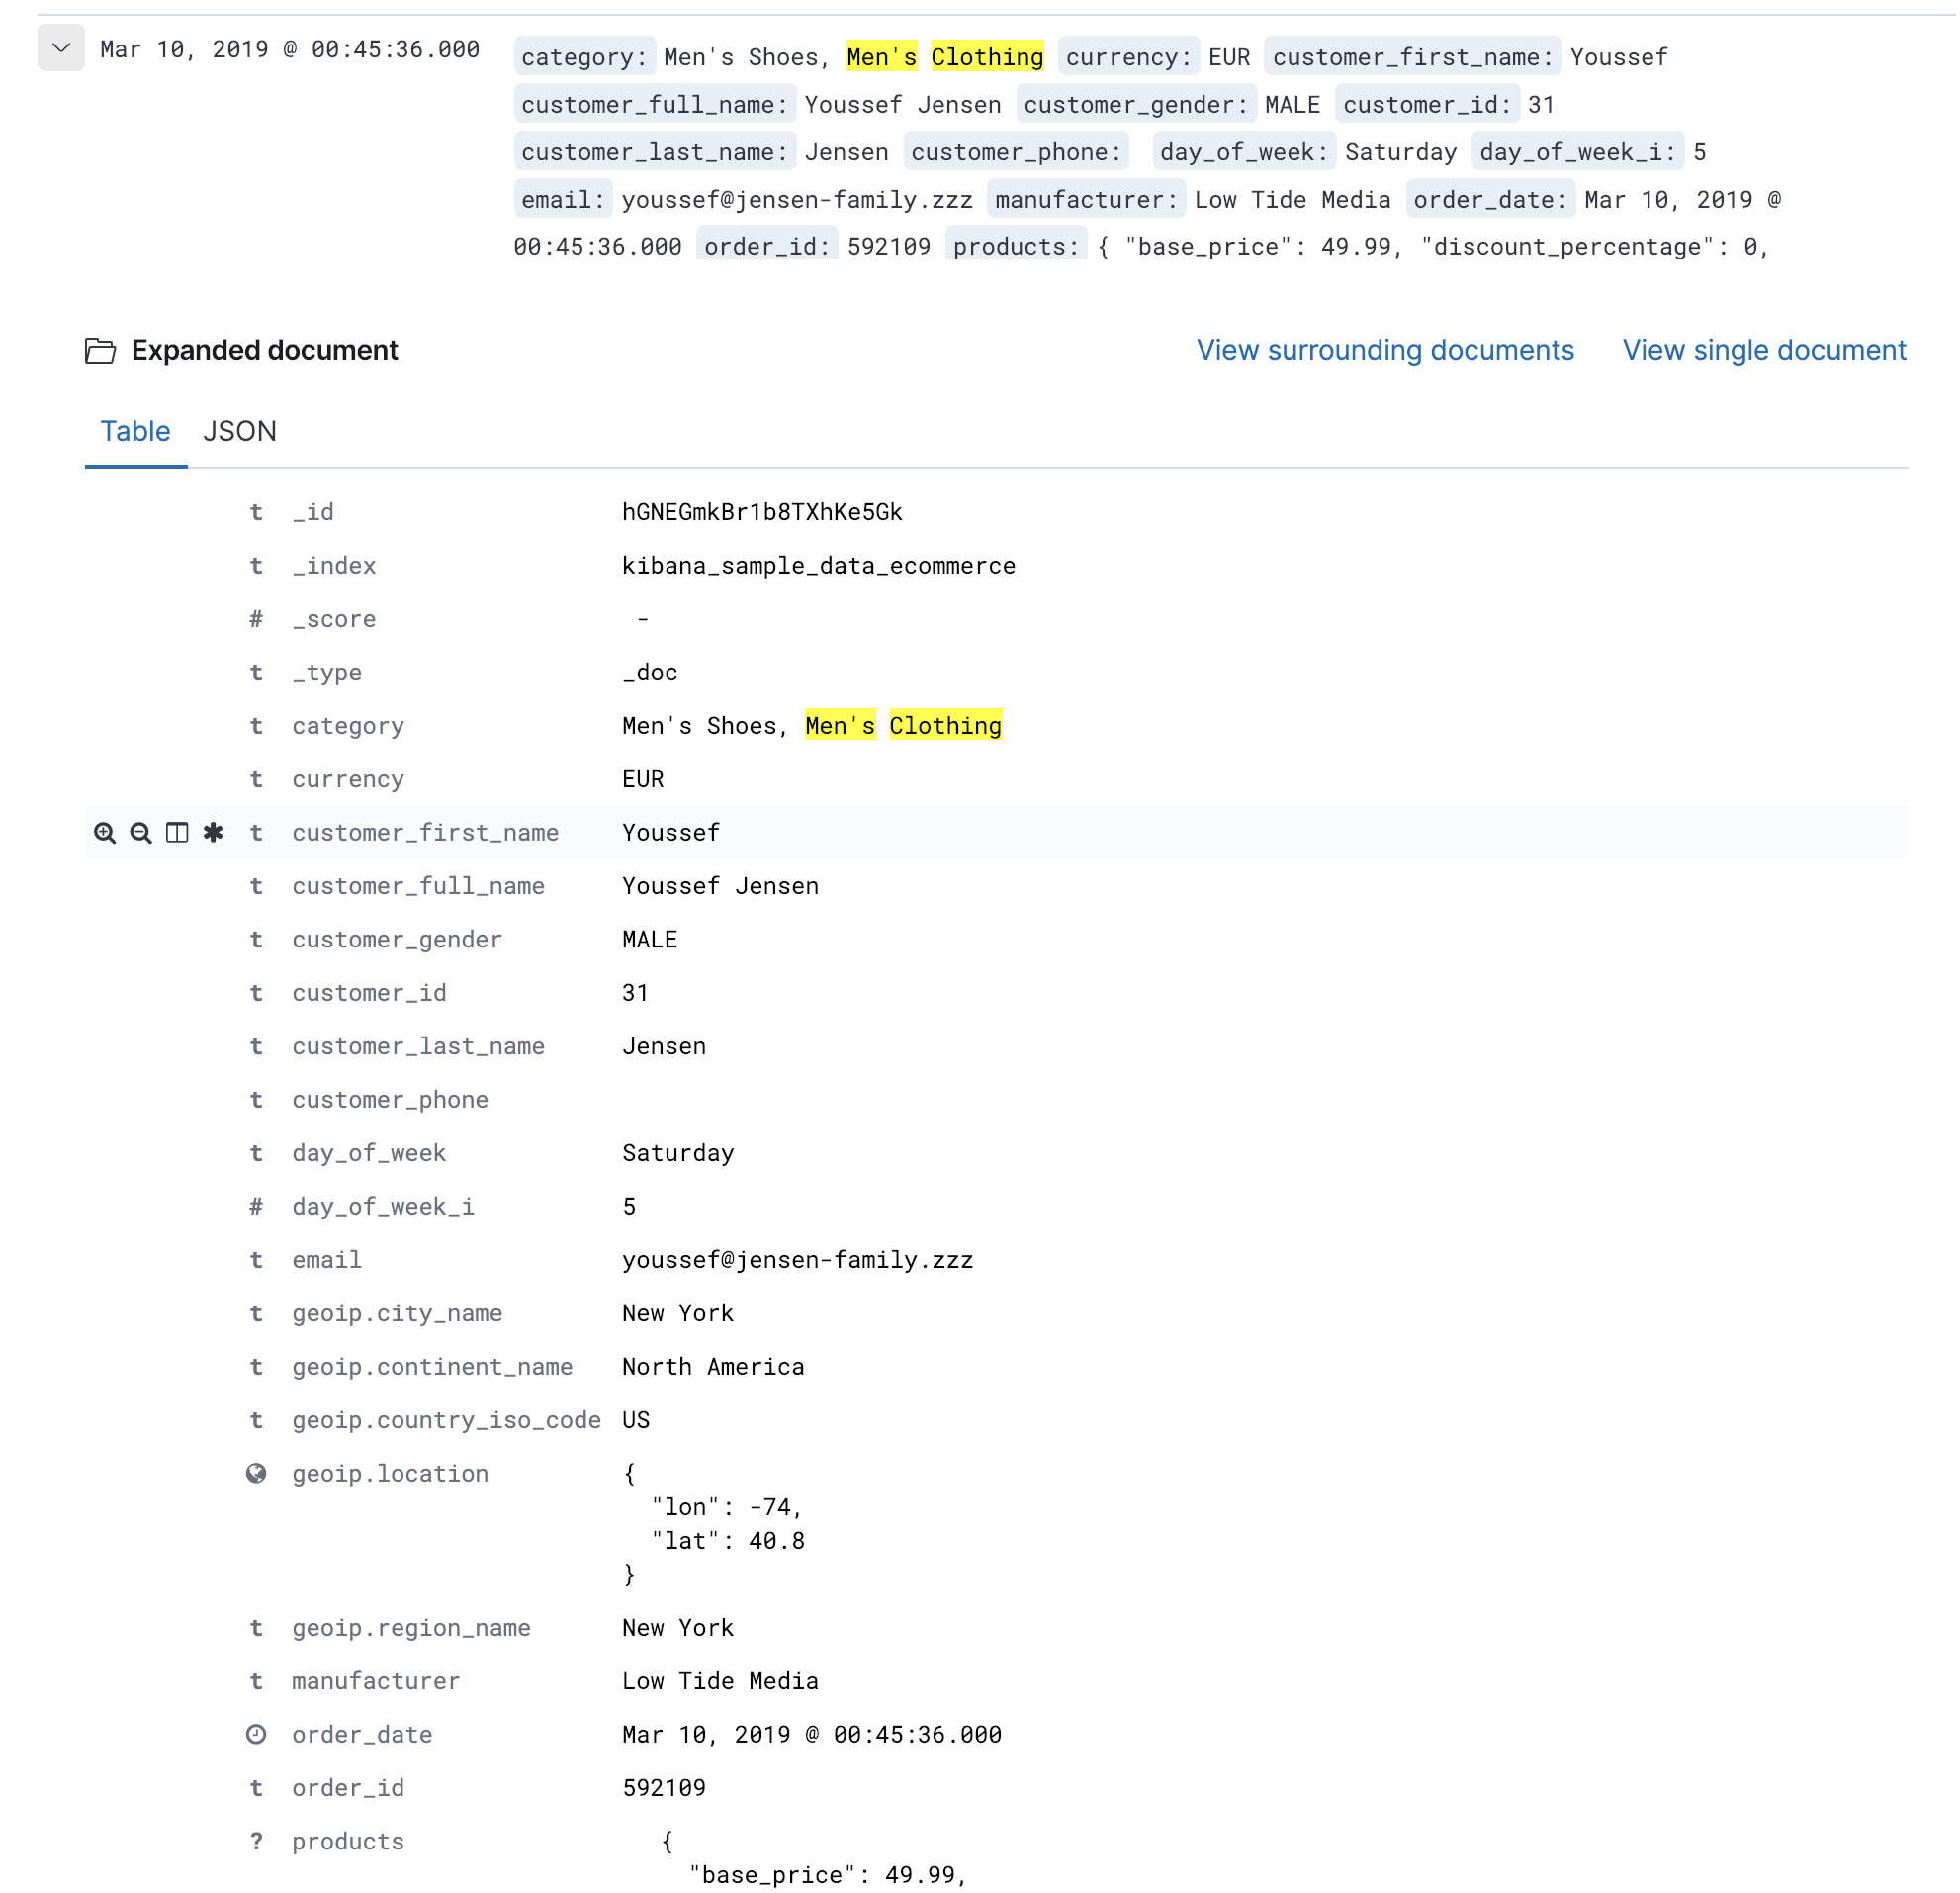 Mar 10, 2019 @ 00:45:36.000
category: Men's Shoes, Men's Clothing currency: EUR customer_first_name: Youssef
customer_full_name: Youssef Jensen customer_gender: MALE customer_id: 31
customer_last_name: Jensen customer_phone: day_of_week: Saturday day_of_week_i: 5
email: youssef@jensen-family.zzz manufacturer: Low Tide Media order_date: Mar 10, 2019 @
00:45:36.000 order_id: 592109 products: { "base_price": 49.99, "discount_percentage": 0,
Expanded document View surrounding documents View single document
Table JSON
t _id hGNEGmkBr1b8TXhKe5Gk
t _index kibana_sample_data_ecommerce
# _score -
t _type _doc
t category Men's Shoes, Men's Clothing
t currency EUR
t customer_first_name Youssef
t customer_full_name Youssef Jensen
t customer_gender MALE
t customer_id 31
t customer_last_name Jensen
t customer_phone
t day_of_week Saturday
# day_of_week_i 5
t email youssef@jensen-family.zzz
t geoip.city_name New York
t geoip.continent_name North America
t geoip.country_iso_code US
geoip.location {
"lon": -74,
"lat": 40.8
}
t geoip.region_name New York
t manufacturer Low Tide Media
order_date Mar 10, 2019 @ 00:45:36.000
t order_id 592109
? products {
"base_price": 49.99,